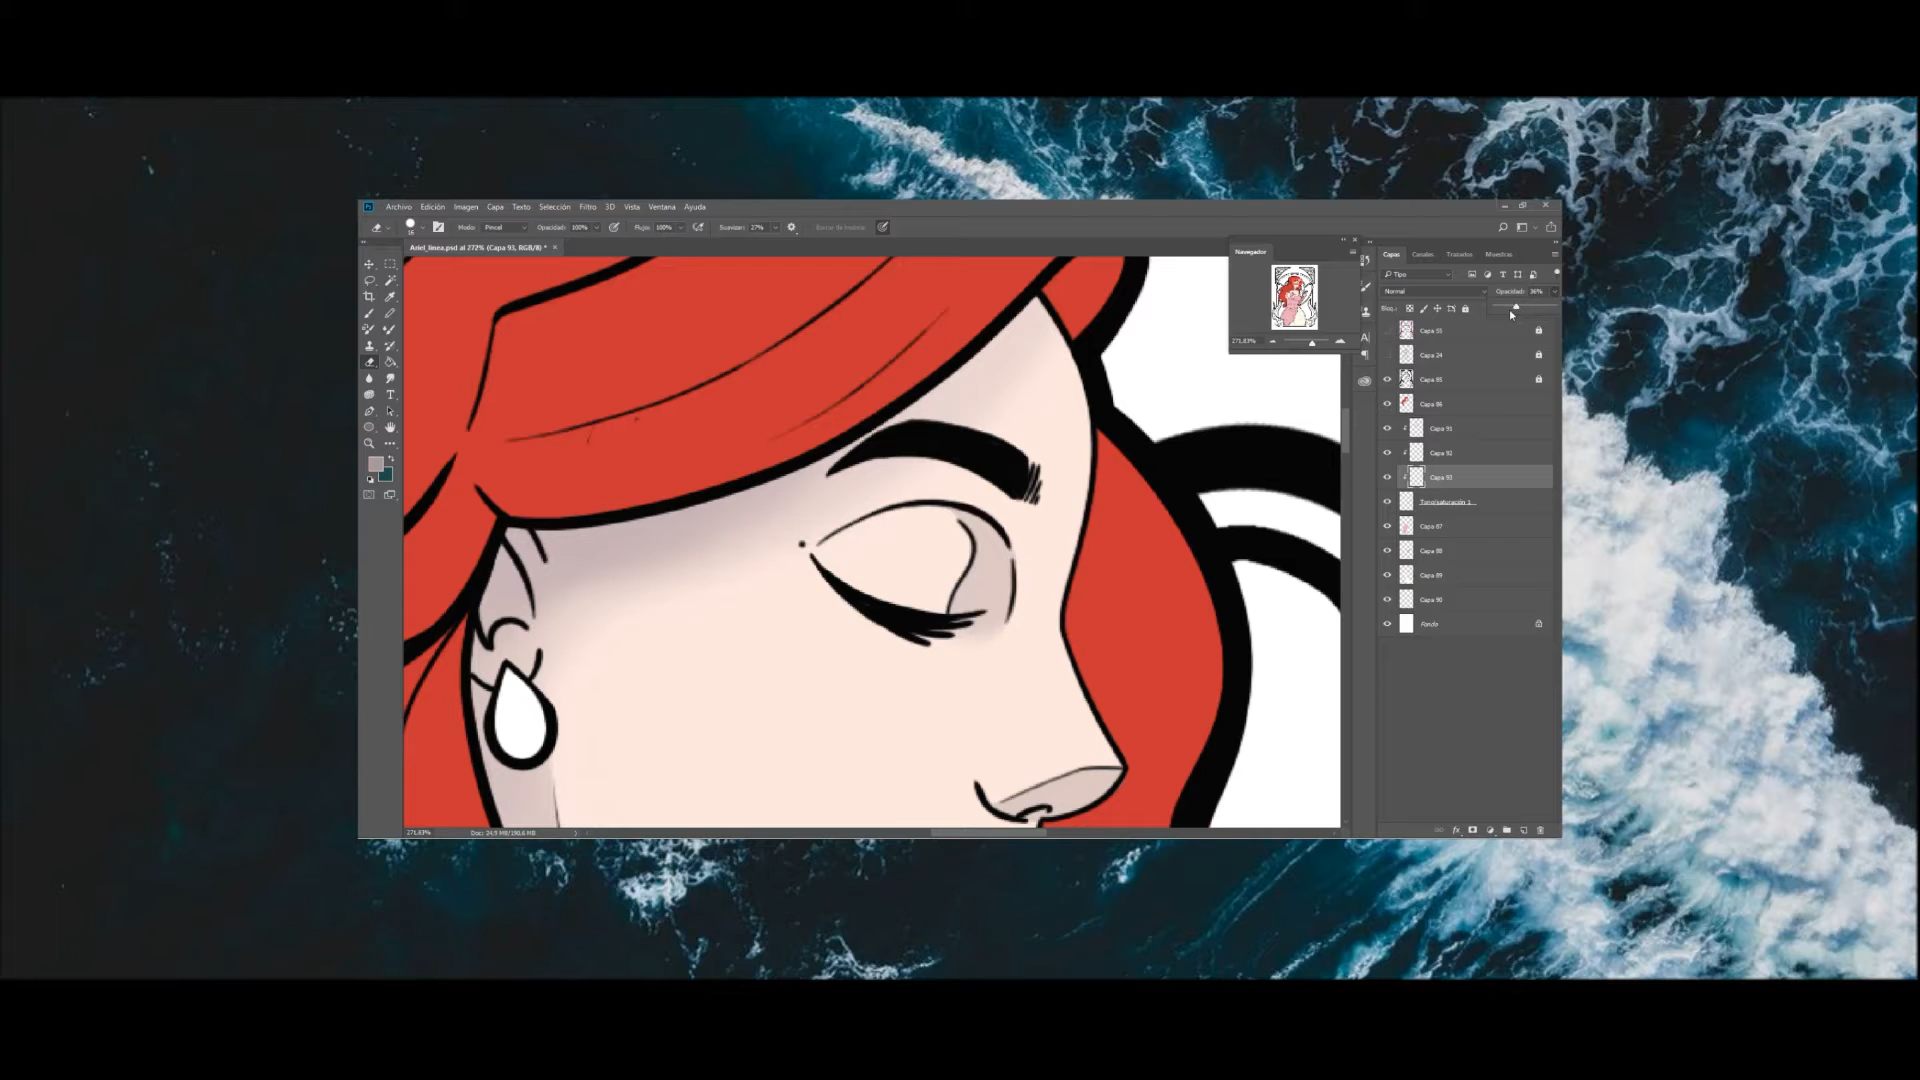 Ps Archivo Edición Imagen Capa Texto Selección Filtro 3D Vista Ventana Ayuda
16 Modo: Pincel Opacidad: 100% Flujo: 100% Suavizar: 27% Borrar de historia
Ariel_linea.psd al 272% (Capa 93, RGB/8) *
Navegador
271,83%
Capas Canales Trazados Muestras
Tipo
Normal Opacidad: 36%
Bloq.:
Capa 55
Capa 24
Capa 85
Capa 86
Capa 91
Capa 92
Capa 93
Tono/saturación 1
Capa 87
Capa 88
Capa 89
Capa 90
Fondo
271,83% Doc: 24,9 MB/190,6 MB